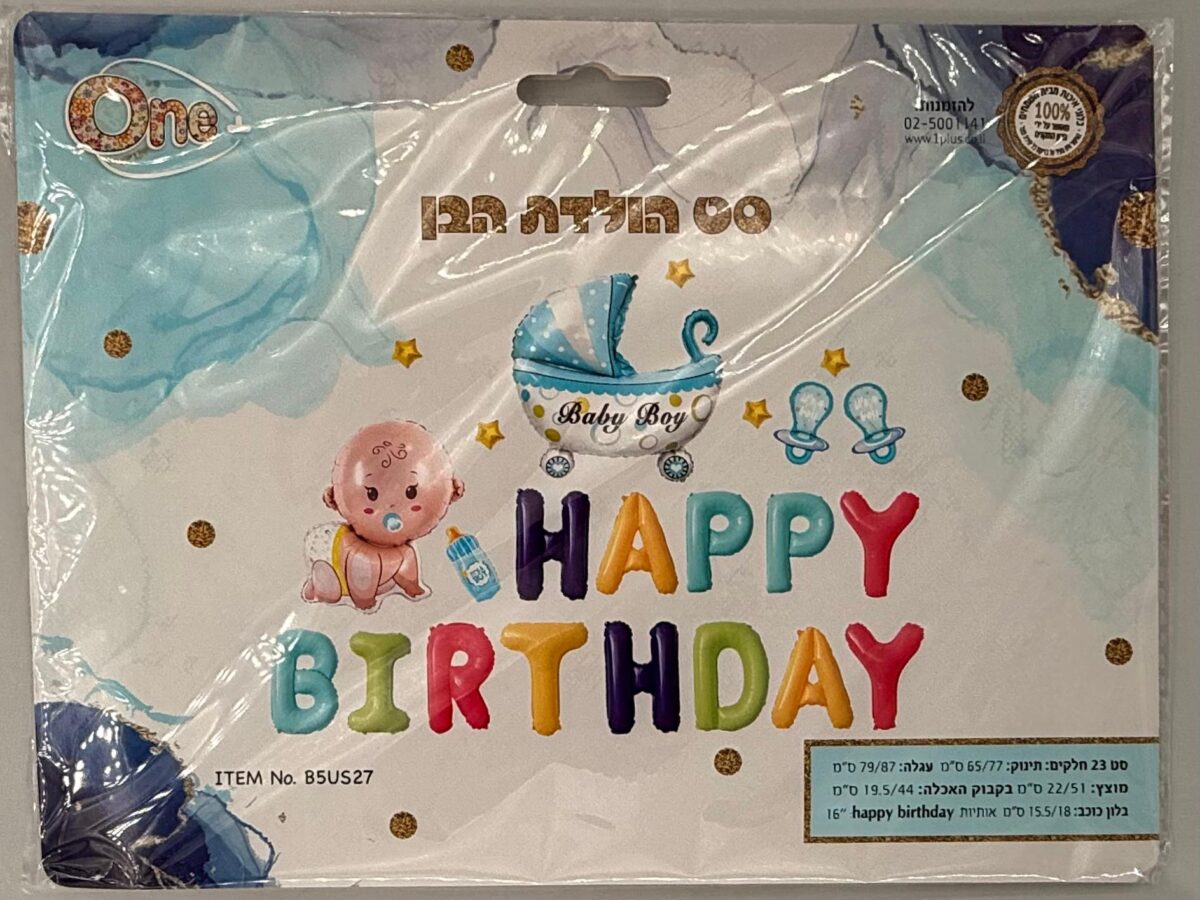 One +
להזמנות:
02-5001141
www.1plus.co.il
100%
סט הולדת הבן
Baby Boy
HAPPY
BIRTHDAY
ITEM No. B5US27
סט 23 חלקים: תינוק: 65/77 ס"מ עגלה: 79/87 ס"מ
מוצץ: 22/51 ס"מ בקבוק האכלה: 19.5/44 ס"מ
בלון כוכב: 15.5/18 ס"מ אותיות happy birthday 16"